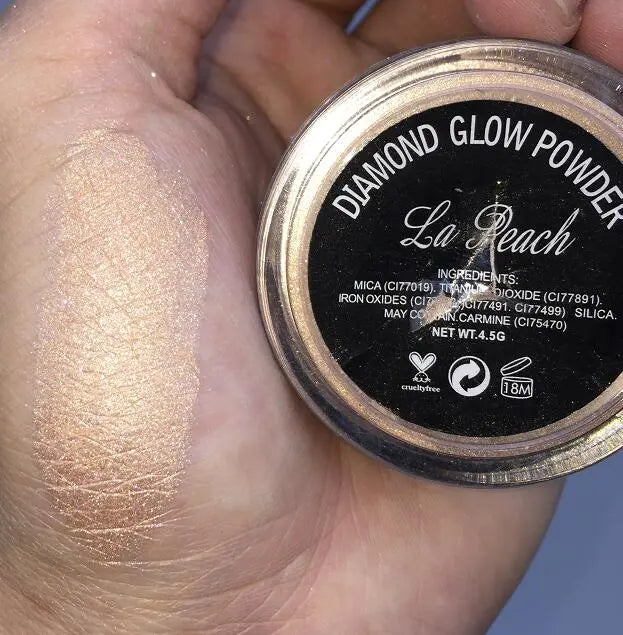 DIAMOND GLOW POWDER
La Peach
INGREDIENTS:
MICA (CI77019). DIOXIDE (CI77891).
IRON OXIDES (CI77491. CI77499) SILICA.
MAY CARMINE (CI75470)
NET WT.4.5G
crueltyfree
18M